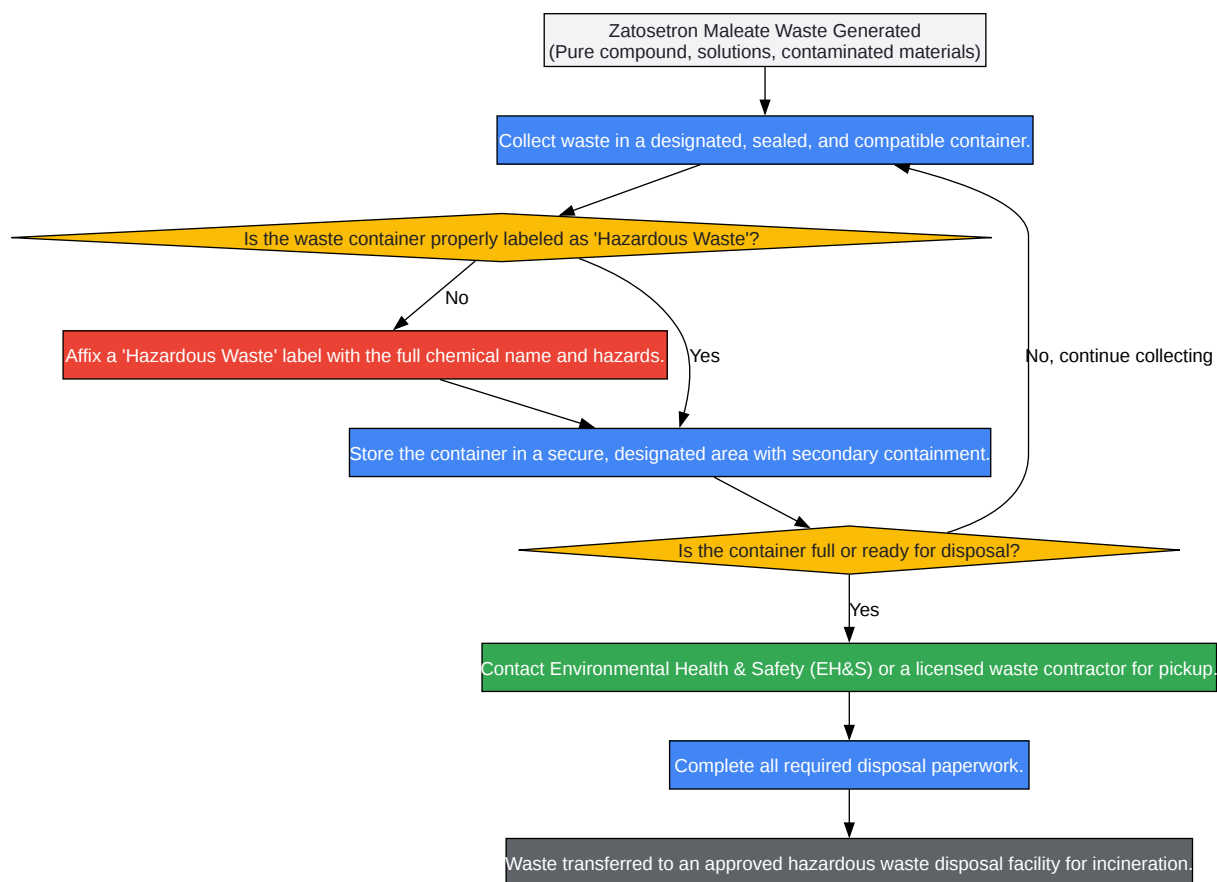 Zatosetron Maleate Waste Generated
(Pure compound, solutions, contaminated materials)
Collect waste in a designated, sealed, and compatible container.
Is the waste container properly labeled as 'Hazardous Waste'?
No
Affix a 'Hazardous Waste' label with the full chemical name and hazards.
Yes
No, continue collecting
Store the container in a secure, designated area with secondary containment.
Is the container full or ready for disposal?
Yes
Contact Environmental Health & Safety (EH&S) or a licensed waste contractor for pickup.
Complete all required disposal paperwork.
Waste transferred to an approved hazardous waste disposal facility for incineration.